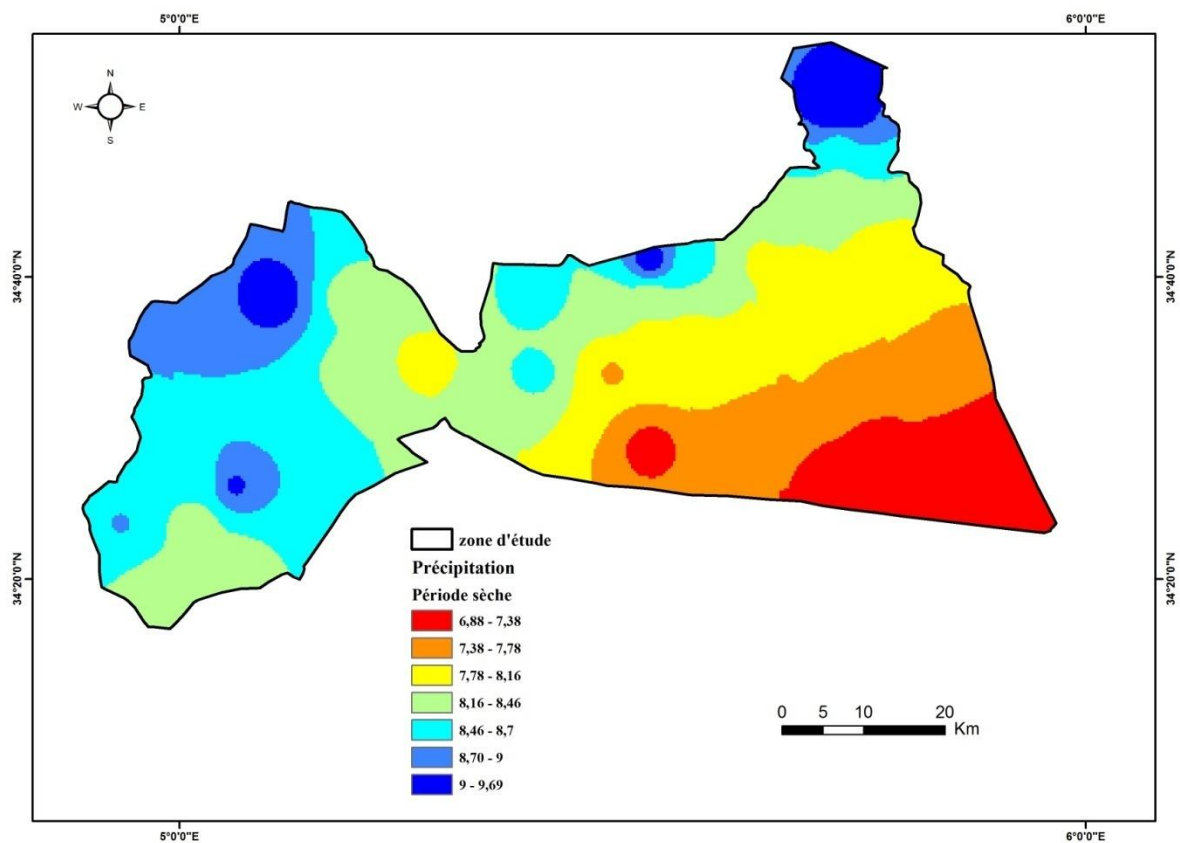 5°0'0"E 6°0'0"E
N
W E
S
34°40'0"N 34°40'0"N
34°20'0"N 34°20'0"N
zone d'étude
Précipitation
Période sèche
6,88 - 7,38
7,38 - 7,78
7,78 - 8,16
8,16 - 8,46
8,46 - 8,7
8,70 - 9
9 - 9,69
0 5 10 20
Km
5°0'0"E 6°0'0"E